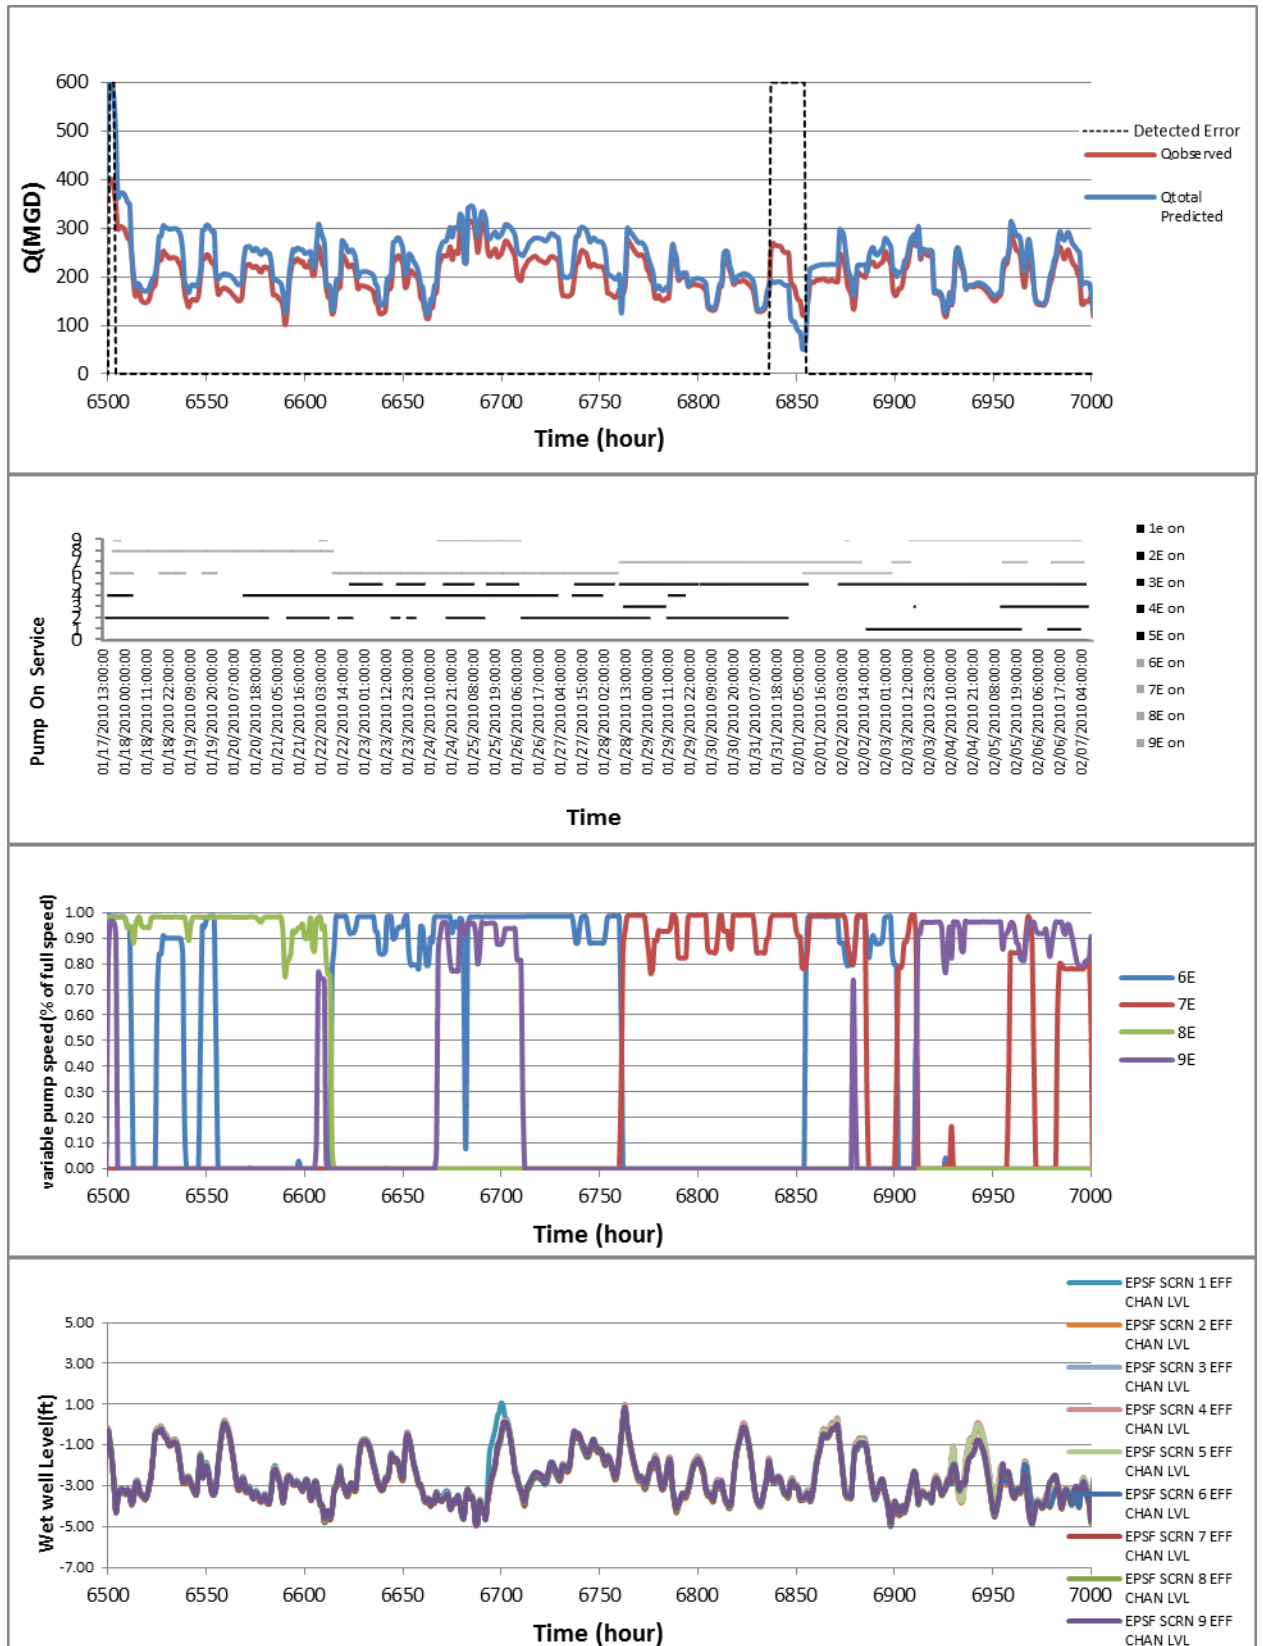 600
500
400
300
200
100
0
Q(MGD)
6500 6550 6600 6650 6700 6750 6800 6850 6900 6950 7000
Time (hour)
Detected Error
Qobserved
Qtotal
Predicted
9
8
7
6
5
4
3
2
1
0
Pump On Service
01/17/2010 13:00:00
01/18/2010 00:00:00
01/18/2010 11:00:00
01/18/2010 22:00:00
01/19/2010 09:00:00
01/19/2010 20:00:00
01/20/2010 07:00:00
01/20/2010 18:00:00
01/21/2010 05:00:00
01/21/2010 16:00:00
01/22/2010 03:00:00
01/22/2010 14:00:00
01/23/2010 01:00:00
01/23/2010 12:00:00
01/23/2010 23:00:00
01/24/2010 10:00:00
01/24/2010 21:00:00
01/25/2010 08:00:00
01/25/2010 19:00:00
01/26/2010 06:00:00
01/26/2010 17:00:00
01/27/2010 04:00:00
01/27/2010 15:00:00
01/28/2010 02:00:00
01/28/2010 13:00:00
01/29/2010 00:00:00
01/29/2010 11:00:00
01/29/2010 22:00:00
01/30/2010 09:00:00
01/30/2010 20:00:00
01/31/2010 07:00:00
01/31/2010 18:00:00
02/01/2010 05:00:00
02/01/2010 16:00:00
02/02/2010 03:00:00
02/02/2010 14:00:00
02/03/2010 01:00:00
02/03/2010 12:00:00
02/03/2010 23:00:00
02/04/2010 10:00:00
02/04/2010 21:00:00
02/05/2010 08:00:00
02/05/2010 19:00:00
02/06/2010 06:00:00
02/06/2010 17:00:00
02/07/2010 04:00:00
Time
1e on
2E on
3E on
4E on
5E on
6E on
7E on
8E on
9E on
variable pump speed(% of full speed)
1.00
0.90
0.80
0.70
0.60
0.50
0.40
0.30
0.20
0.10
0.00
6500 6550 6600 6650 6700 6750 6800 6850 6900 6950 7000
Time (hour)
6E
7E
8E
9E
Wet well Level(ft)
5.00
3.00
1.00
-1.00
-3.00
-5.00
-7.00
6500 6550 6600 6650 6700 6750 6800 6850 6900 6950 7000
Time (hour)
EPSF SCRN 1 EFF
CHAN LVL
EPSF SCRN 2 EFF
CHAN LVL
EPSF SCRN 3 EFF
CHAN LVL
EPSF SCRN 4 EFF
CHAN LVL
EPSF SCRN 5 EFF
CHAN LVL
EPSF SCRN 6 EFF
CHAN LVL
EPSF SCRN 7 EFF
CHAN LVL
EPSF SCRN 8 EFF
CHAN LVL
EPSF SCRN 9 EFF
CHAN LVL